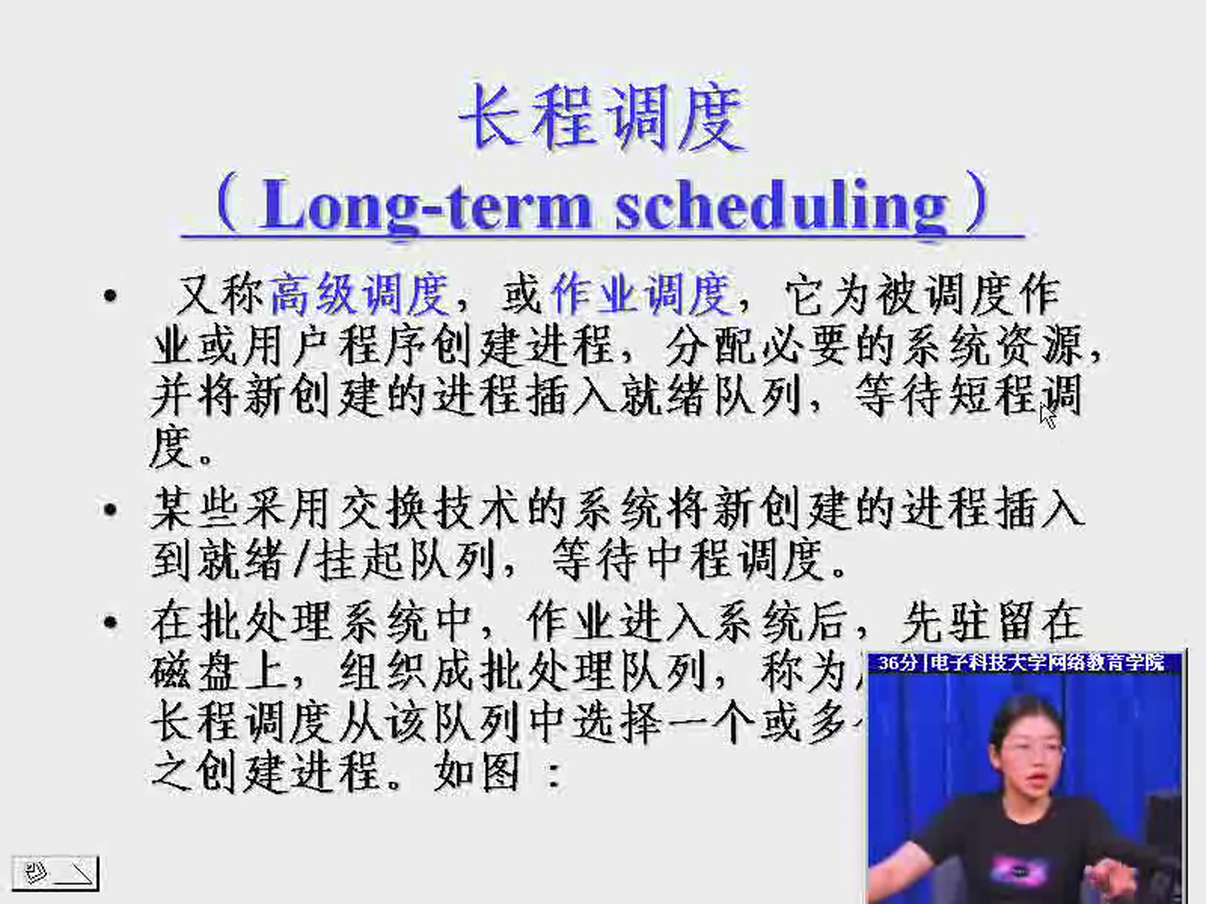 长程调度
（Long-term scheduling）
• 又称高级调度，或作业调度，它为被调度作
业或用户程序创建进程，分配必要的系统资源，
并将新创建的进程插入就绪队列，等待短程调
度。
• 某些采用交换技术的系统将新创建的进程插入
到就绪/挂起队列，等待中程调度。
• 在批处理系统中，作业进入系统后，先驻留在
磁盘上，组织成批处理队列，称为
长程调度从该队列中选择一个或多
之创建进程。如图：
36分|电子科技大学网络教育学院